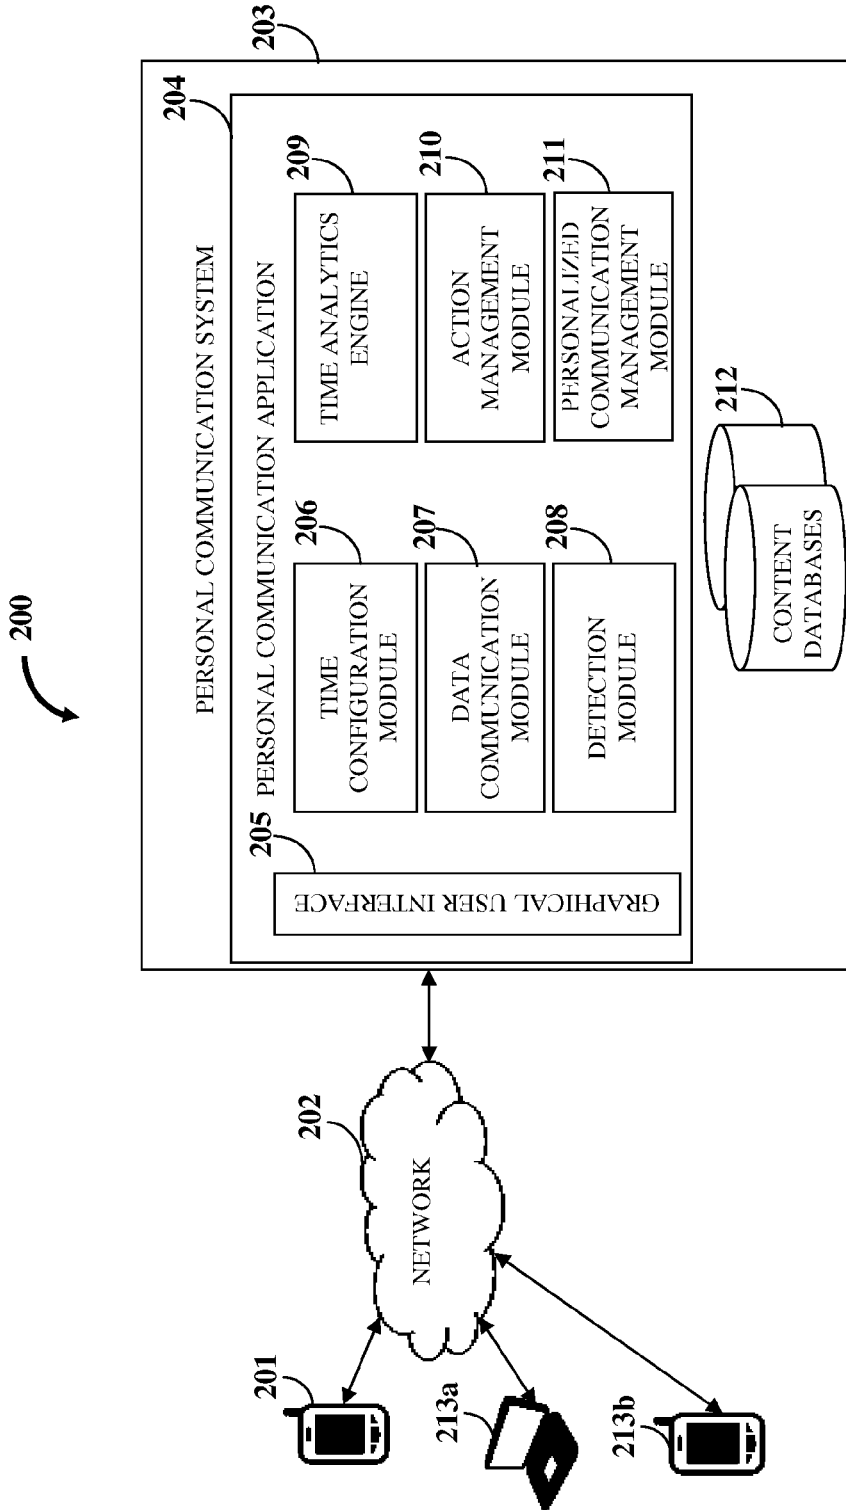 200
203
PERSONAL COMMUNICATION SYSTEM
204
PERSONAL COMMUNICATION APPLICATION
205
GRAPHICAL USER INTERFACE
206
TIME
CONFIGURATION
MODULE
209
TIME ANALYTICS
ENGINE
207
DATA
COMMUNICATION
MODULE
210
ACTION
MANAGEMENT
MODULE
208
DETECTION
MODULE
211
PERSONALIZED
COMMUNICATION
MANAGEMENT
MODULE
212
CONTENT
DATABASES
202
NETWORK
201
213a
213b